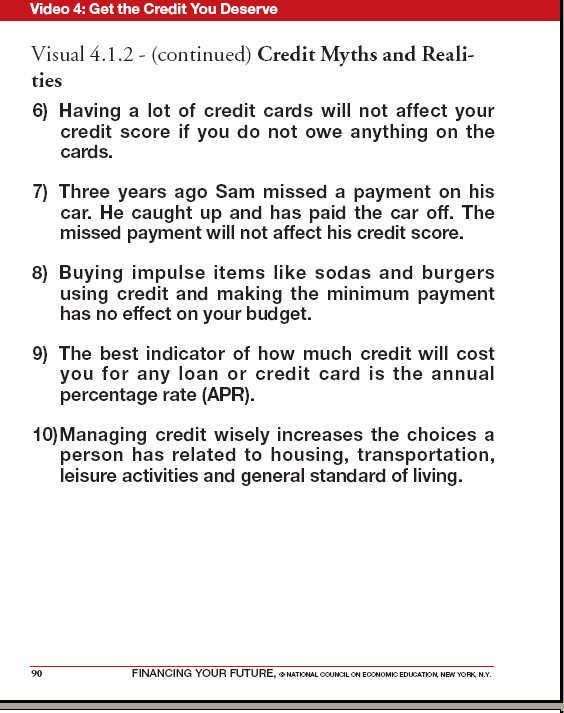 Video 4: Get the Credit You Deserve
Visual 4.1.2 - (continued) Credit Myths and Reali-
ties
6) Having a lot of credit cards will not affect your
credit score if you do not owe anything on the
cards.
7) Three years ago Sam missed a payment on his
car. He caught up and has paid the car off. The
missed payment will not affect his credit score.
8) Buying impulse items like sodas and burgers
using credit and making the minimum payment
has no effect on your budget.
9) The best indicator of how much credit will cost
you for any loan or credit card is the annual
percentage rate (APR).
10)Managing credit wisely increases the choices a
person has related to housing, transportation,
leisure activities and general standard of living.
90 FINANCING YOUR FUTURE, © NATIONAL COUNCIL ON ECONOMIC EDUCATION, NEW YORK, N.Y.